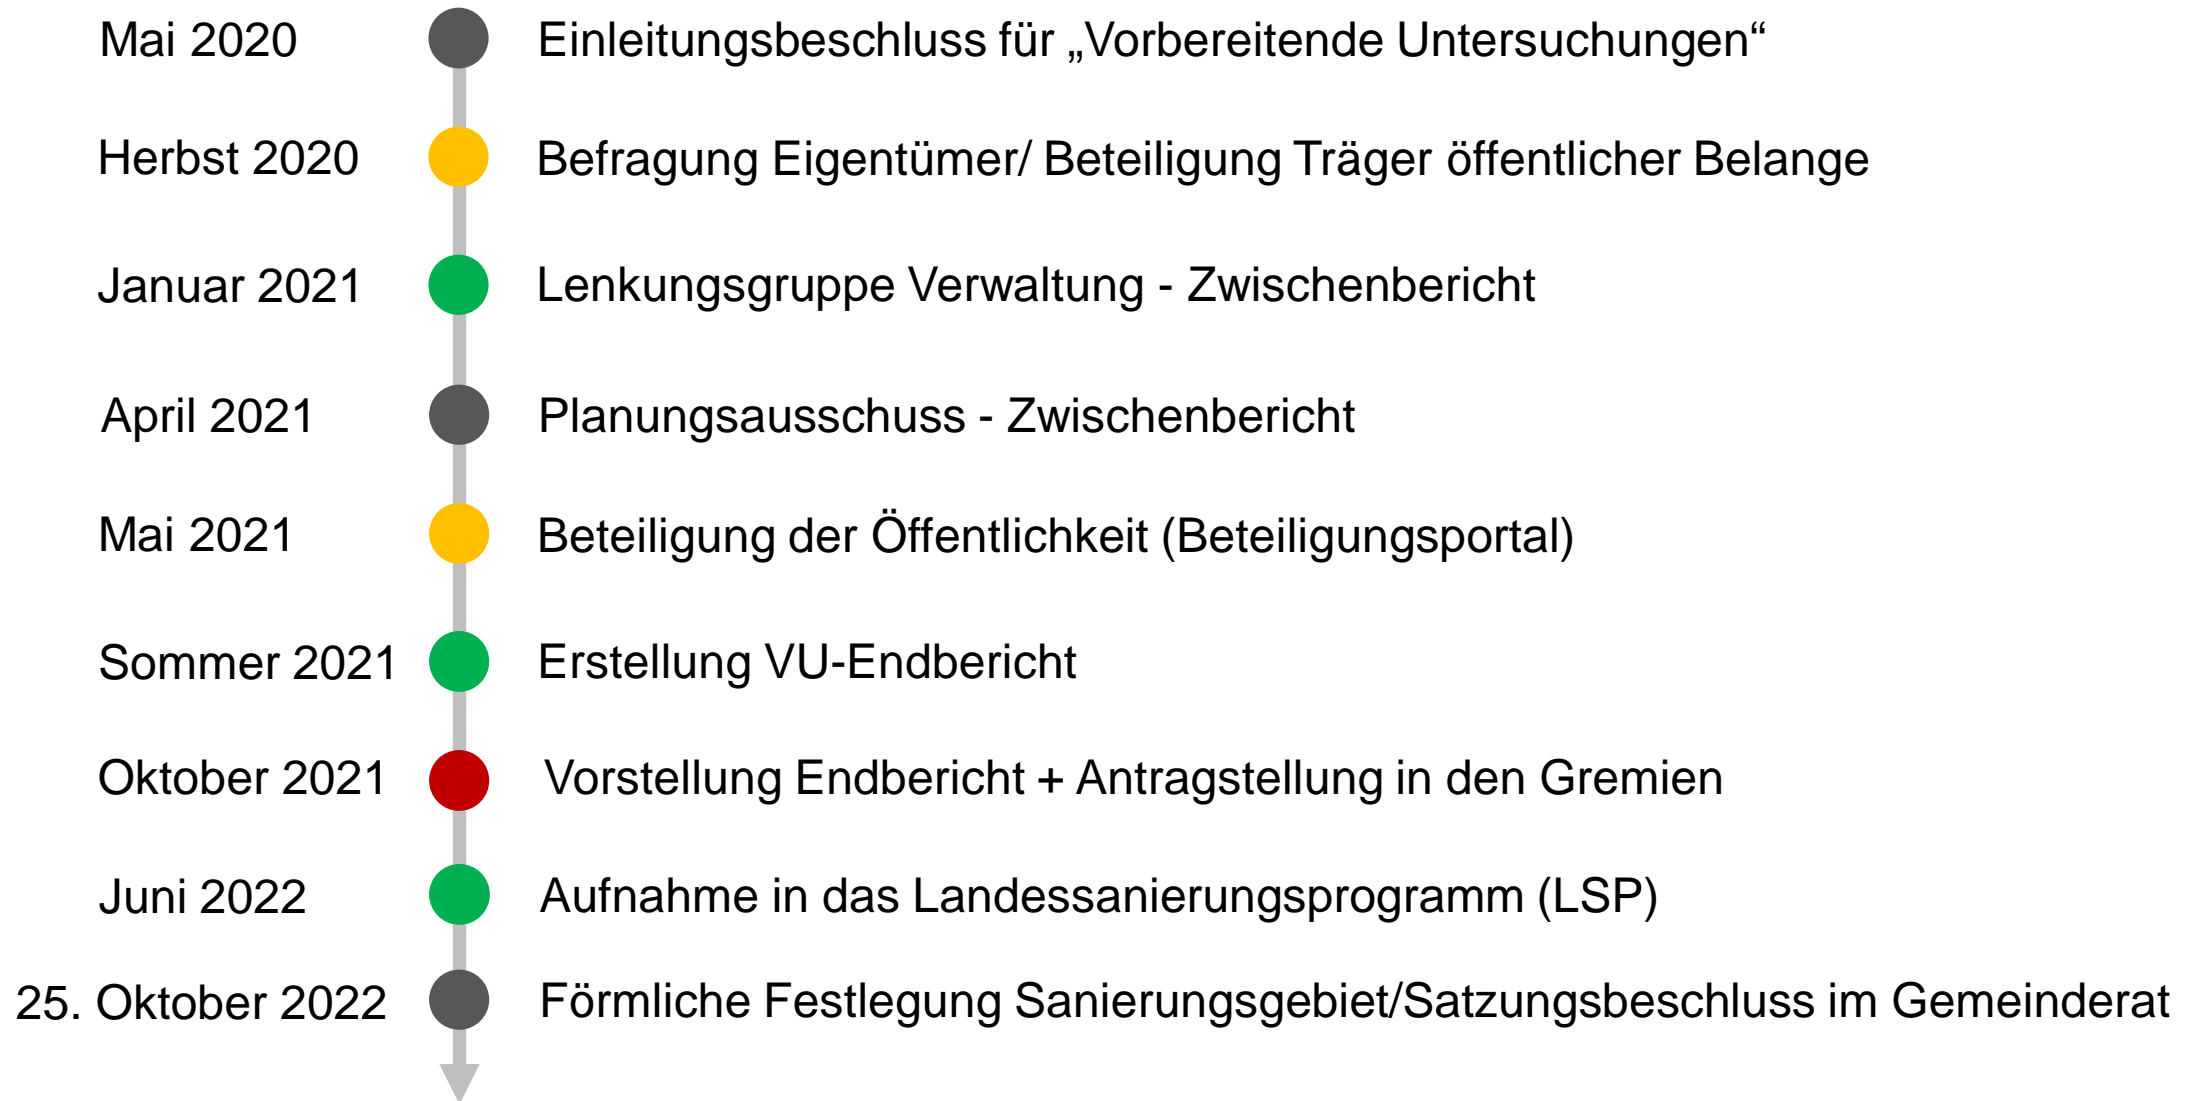 Mai 2020 Einleitungsbeschluss für „Vorbereitende Untersuchungen“
Herbst 2020 Befragung Eigentümer/ Beteiligung Träger öffentlicher Belange
Januar 2021 Lenkungsgruppe Verwaltung - Zwischenbericht
April 2021 Planungsausschuss - Zwischenbericht
Mai 2021 Beteiligung der Öffentlichkeit (Beteiligungsportal)
Sommer 2021 Erstellung VU-Endbericht
Oktober 2021 Vorstellung Endbericht + Antragstellung in den Gremien
Juni 2022 Aufnahme in das Landessanierungsprogramm (LSP)
25. Oktober 2022 Förmliche Festlegung Sanierungsgebiet/Satzungsbeschluss im Gemeinderat